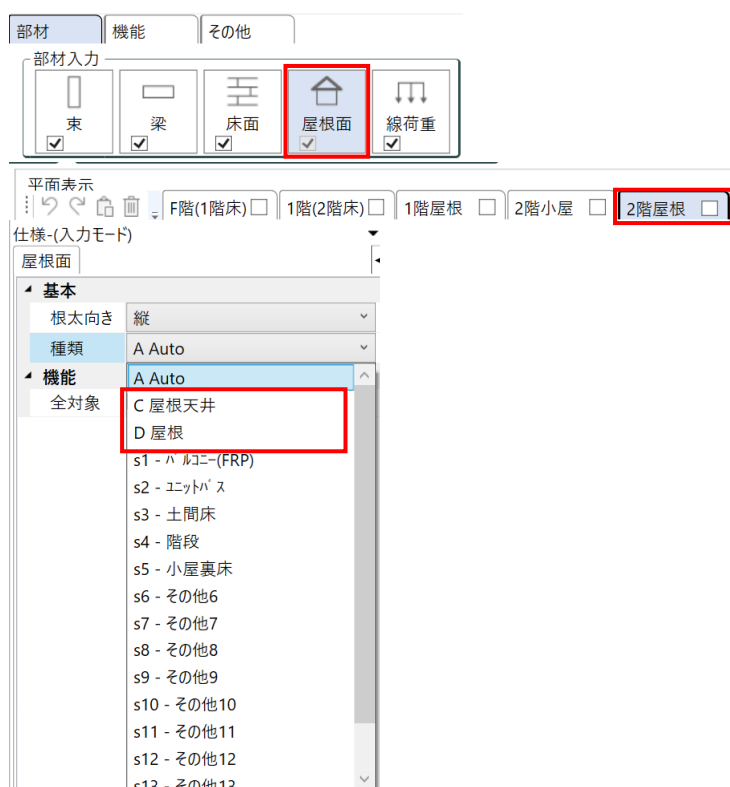 部材 機能 その他
部材入力
束 梁 床面 屋根面 線荷重
平面表示
F階(1階床) 1階(2階床) 1階屋根 2階小屋 2階屋根
仕様-(入力モード)
屋根面
基本
根太向き 縦
種類 A Auto
機能 A Auto
全対象 C 屋根天井
D 屋根
s1 - ﾊﾞﾙｺﾆｰ(FRP)
s2 - ﾕﾆｯﾄﾊﾞｽ
s3 - 土間床
s4 - 階段
s5 - 小屋裏床
s6 - その他6
s7 - その他7
s8 - その他8
s9 - その他9
s10 - その他10
s11 - その他11
s12 - その他12
s13 - その他13